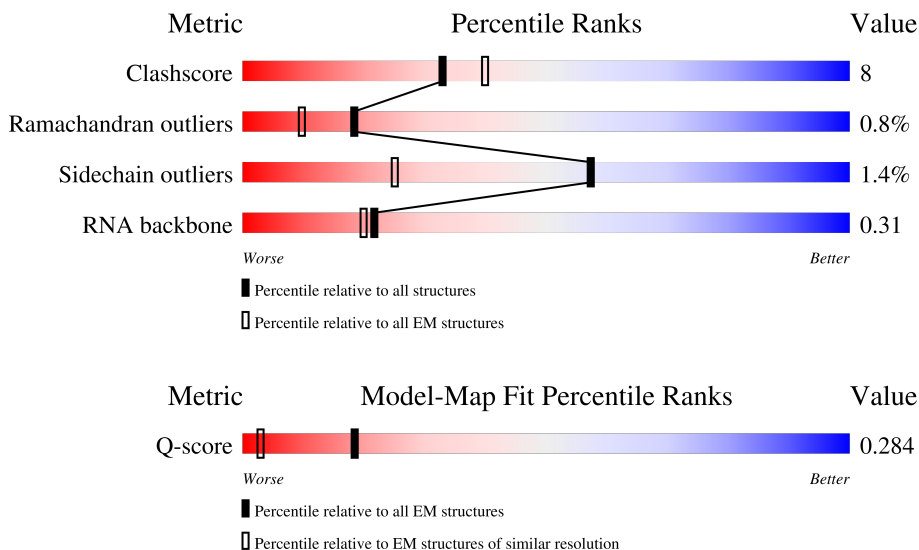 Metric Percentile Ranks Value
Clashscore 8
Ramachandran outliers 0.8%
Sidechain outliers 1.4%
RNA backbone 0.31
Worse Better
Percentile relative to all structures
Percentile relative to all EM structures
Metric Model-Map Fit Percentile Ranks Value
Q-score 0.284
Worse Better
Percentile relative to all EM structures
Percentile relative to EM structures of similar resolution